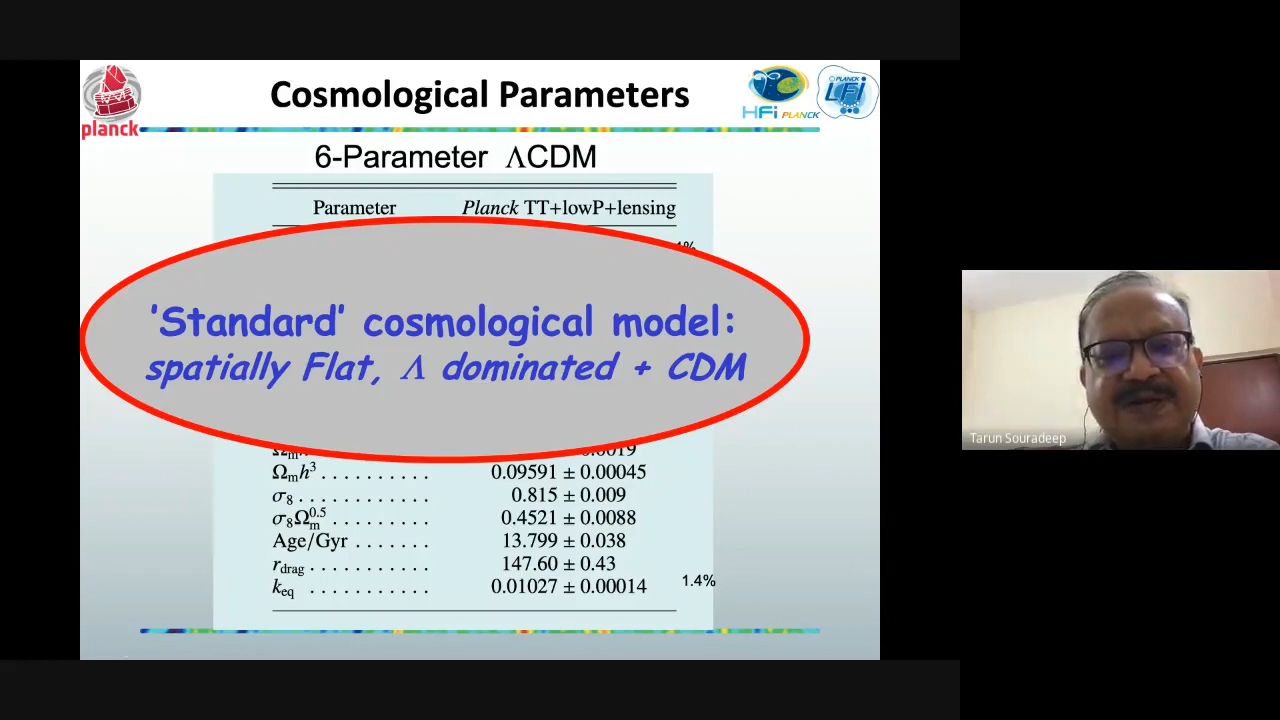 Cosmological Parameters
planck
HFi PLANCK
PLANCK
LFI
6-Parameter ΛCDM
Parameter Planck TT+lowP+lensing
'Standard' cosmological model:
spatially Flat, Λ dominated + CDM
Ωₘh³ . . . . . . . . . . 0.09591 ± 0.00045
σ₈ . . . . . . . . . . . . 0.815 ± 0.009
σ₈Ωₘ^0.5 . . . . . . . . . 0.4521 ± 0.0088
Age/Gyr . . . . . . . 13.799 ± 0.038
r_drag . . . . . . . . . . . 147.60 ± 0.43
k_eq . . . . . . . . . . . 0.01027 ± 0.00014 1.4%
Tarun Souradeep